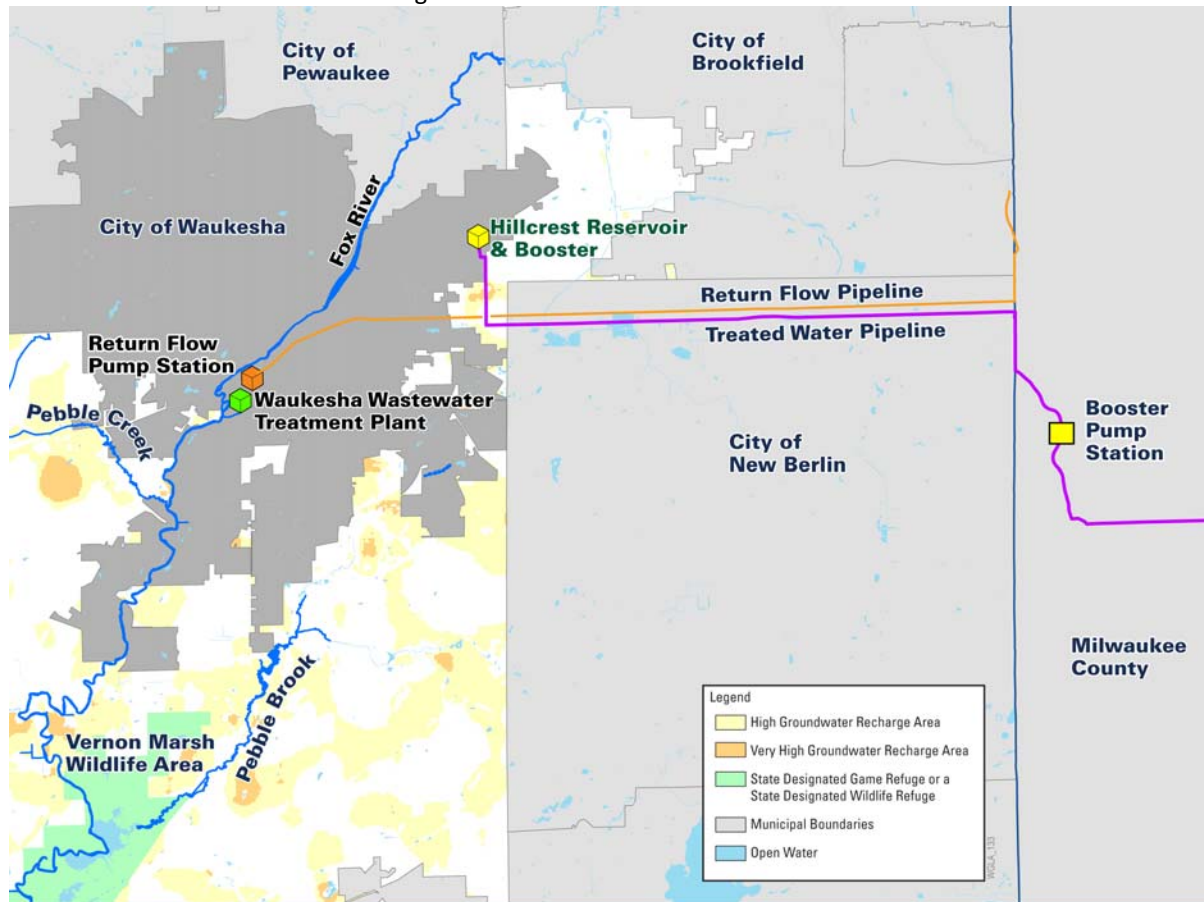 City of
Pewaukee
City of
Brookfield
City of Waukesha
Fox River
Hillcrest Reservoir
& Booster
Return Flow Pipeline
Treated Water Pipeline
Return Flow
Pump Station
Waukesha Wastewater
Treatment Plant
Pebble Creek
City of
New Berlin
Booster
Pump
Station
Milwaukee
County
Pebble Brook
Vernon Marsh
Wildlife Area
Legend
High Groundwater Recharge Area
Very High Groundwater Recharge Area
State Designated Game Refuge or a
State Designated Wildlife Refuge
Municipal Boundaries
Open Water
WGLA_133